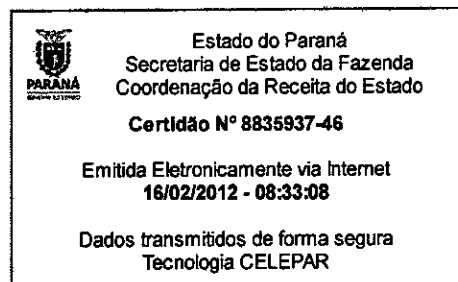 Estado do Paraná
Secretaria de Estado da Fazenda
PARANÁ
Coordenação da Receita do Estado
Certidão Nº 8835937-46
Emitida Eletronicamente via Internet
16/02/2012 - 08:33:08
Dados transmitidos de forma segura
Tecnologia CELEPAR